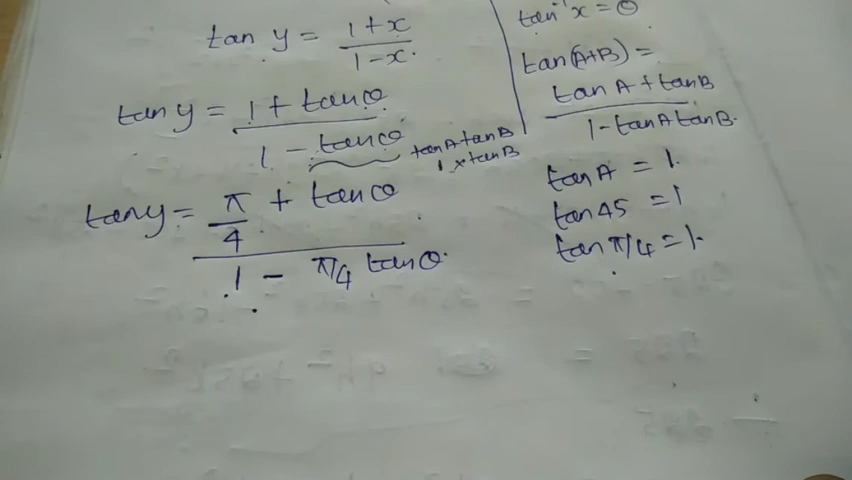 tan y = 1+x / 1-x.
tan y = 1 + tanθ / 1 - tanθ
tanA tanB
1 x tanB
tan y = π/4 + tanθ / 1 - π/4 tanθ.
tan⁻¹ x = θ
tan(A+B) =
tan A + tan B / 1 - tan A tan B.
tan A = 1.
tan 45 = 1
tan π/4 = 1.